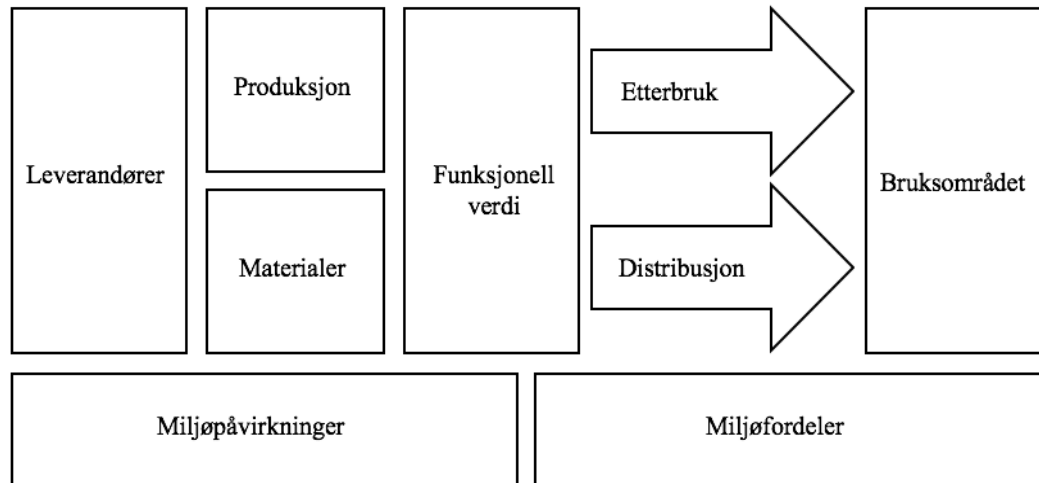 Leverandører
Produksjon
Materialer
Funksjonell
verdi
Etterbruk
Distribusjon
Bruksområdet
Miljøpåvirkninger
Miljøfordeler